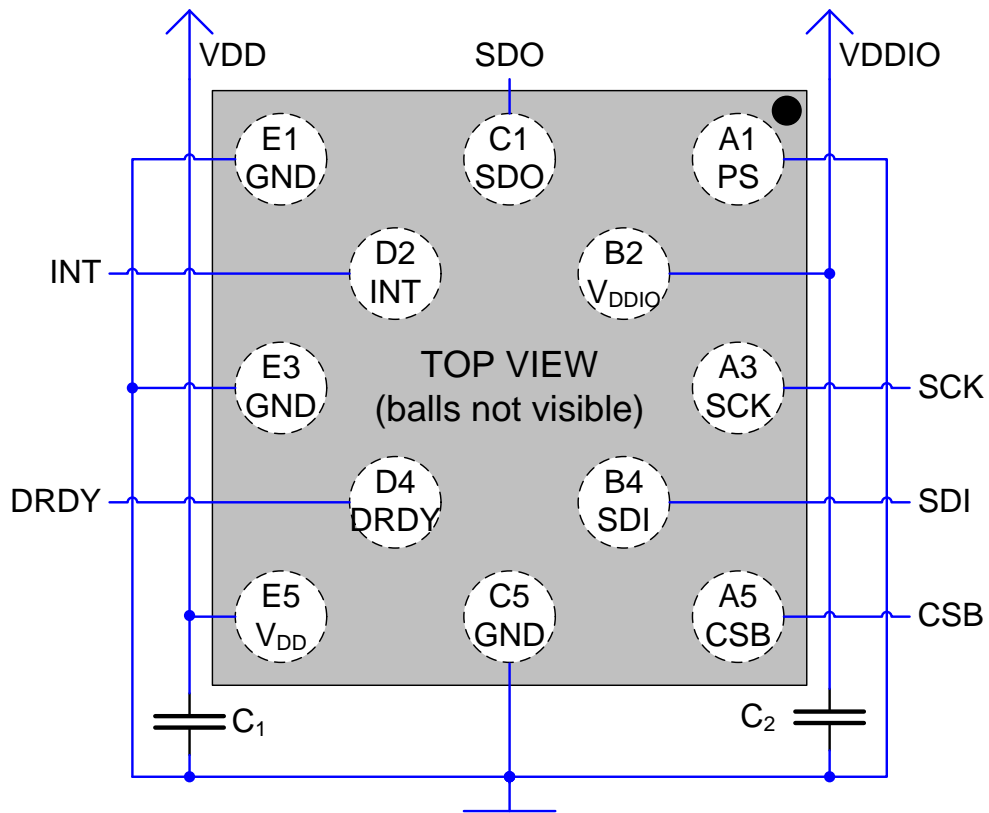 VDD
SDO
VDDIO
E1
GND
C1
SDO
A1
PS
INT
D2
INT
B2
VDDIO
E3
GND
TOP VIEW
(balls not visible)
A3
SCK
SCK
DRDY
D4
DRDY
B4
SDI
SDI
E5
VDD
C5
GND
A5
CSB
CSB
C1
C2